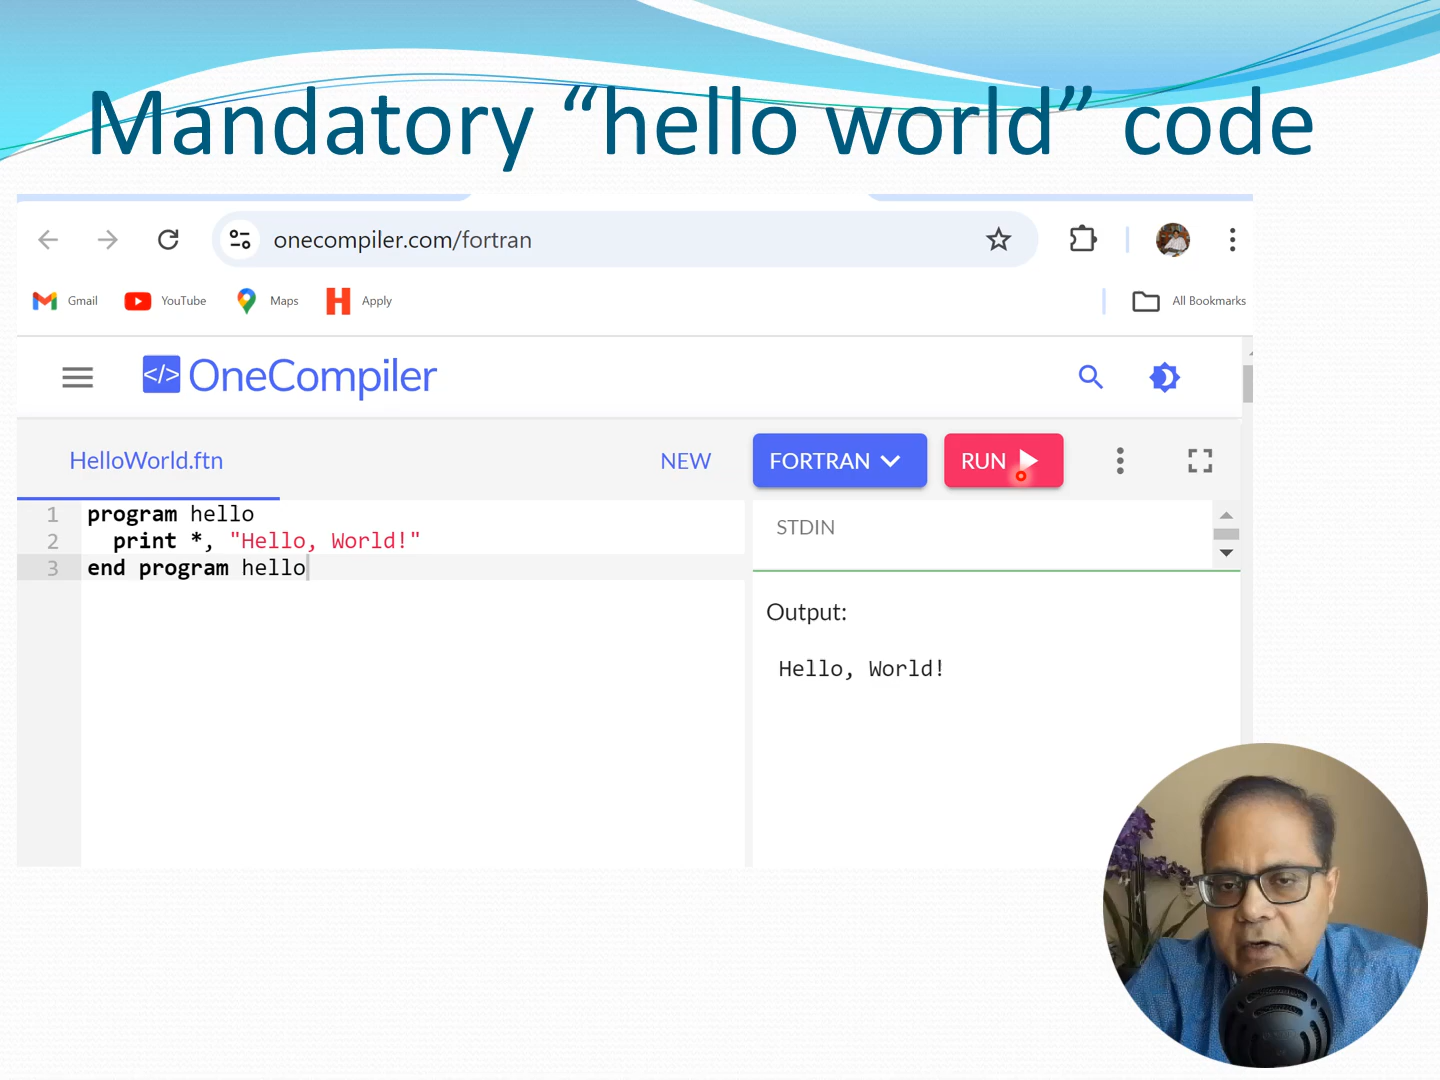 Mandatory “hello world” code
onecompiler.com/fortran
Gmail YouTube Maps Apply All Bookmarks
</> OneCompiler
HelloWorld.ftn NEW FORTRAN RUN
1 program hello
2 print *, "Hello, World!"
3 end program hello
STDIN
Output:
Hello, World!